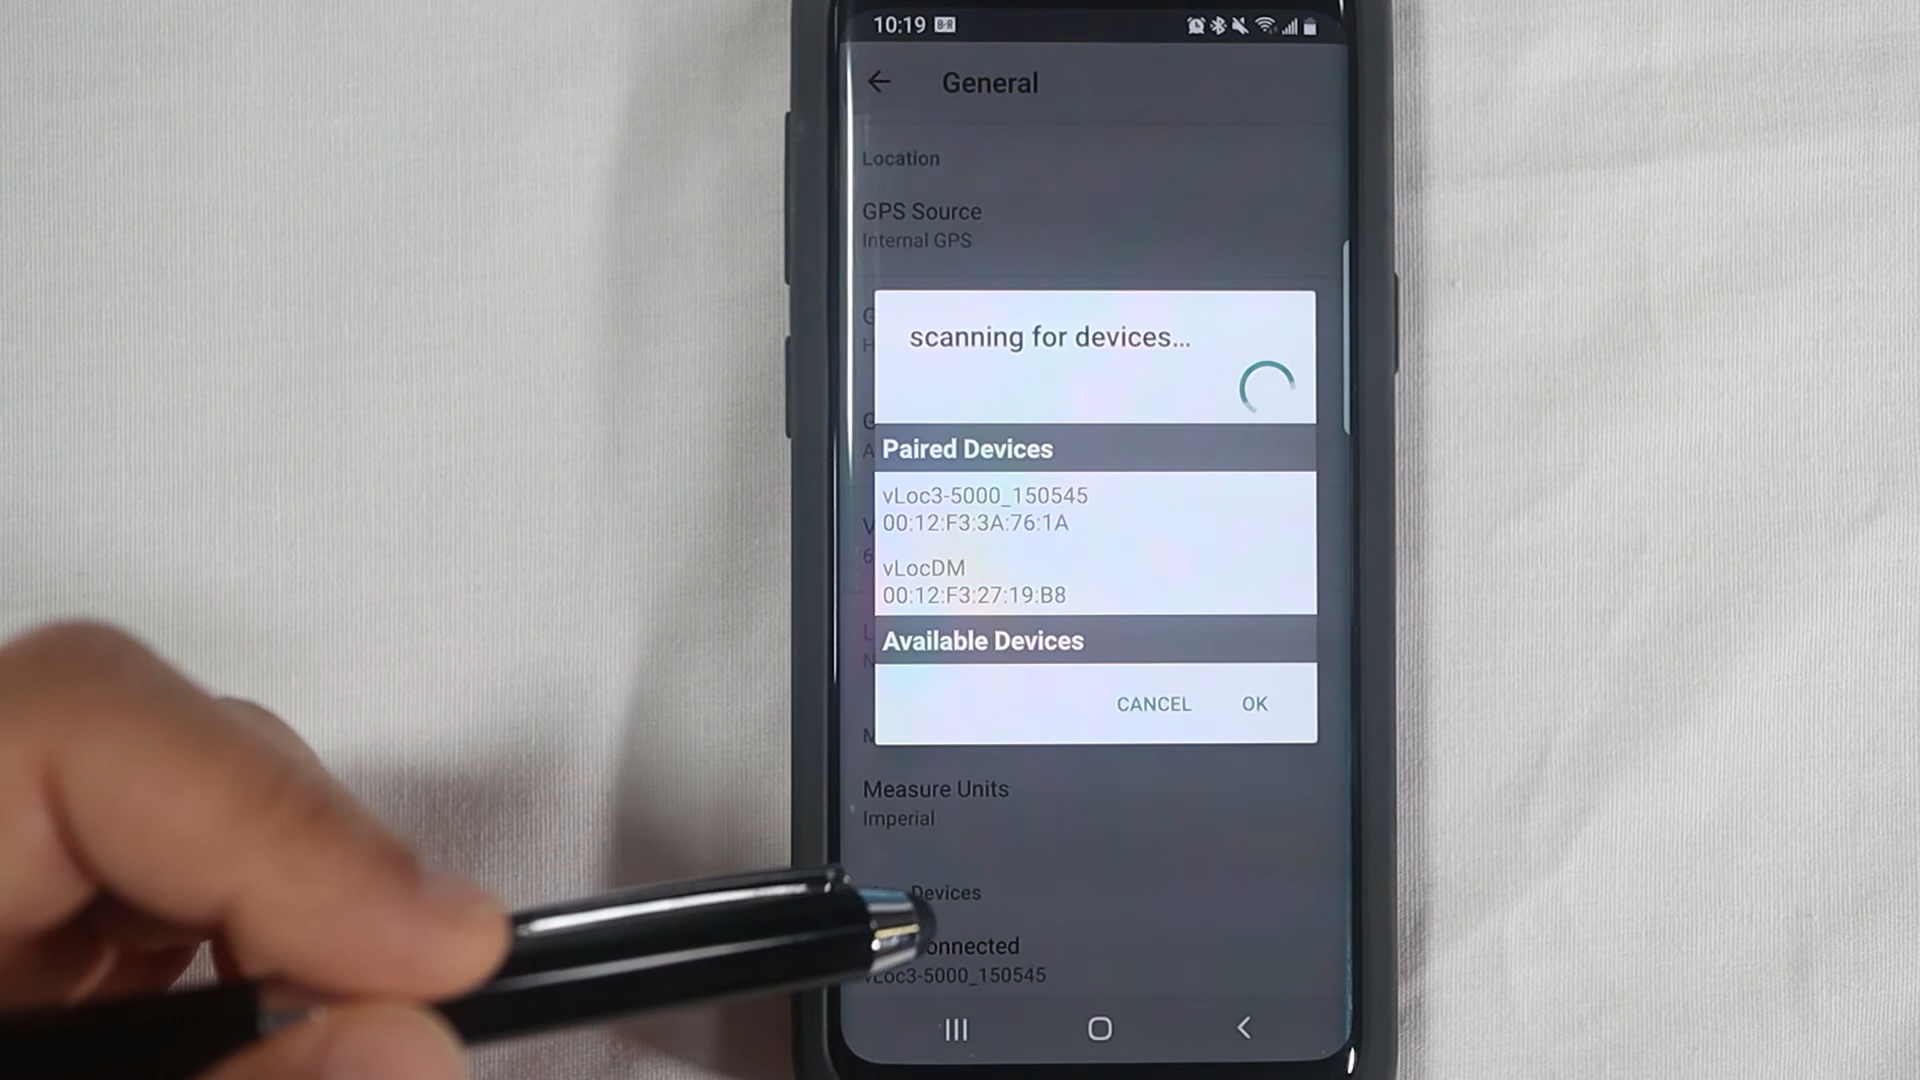 10:19
General
Location
GPS Source
Internal GPS
scanning for devices...
Paired Devices
vLoc3-5000_150545
00:12:F3:3A:76:1A
vLocDM
00:12:F3:27:19:B8
Available Devices
CANCEL OK
Measure Units
Imperial
Devices
onnected
vLoc3-5000_150545